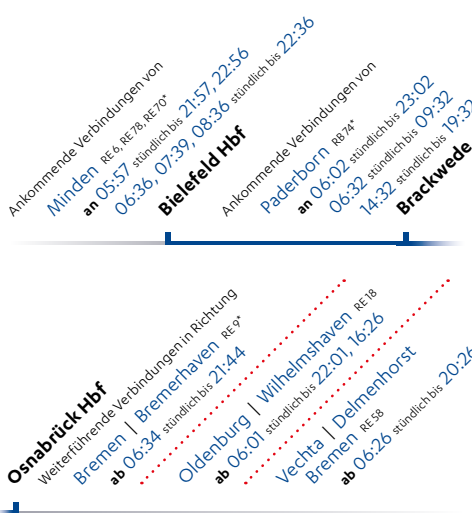 Ankommende Verbindungen von
Minden RE 6, RE 78, RE 70*
an 05:57 stündlich bis 21:57, 22:56
06:36, 07:39, 08:36 stündlich bis 22:36
Bielefeld Hbf
Ankommende Verbindungen von
Paderborn RB 74*
an 06:02 stündlich bis 23:02
06:32 stündlich bis 09:32
14:32 stündlich bis 19:32
Brackwede
Osnabrück Hbf
Weiterführende Verbindungen in Richtung
Bremen | Bremerhaven RE 9*
ab 06:34 stündlich bis 21:44
Oldenburg | Wilhelmshaven RE 18
ab 06:01 stündlich bis 22:01, 16:26
Vechta | Delmenhorst
Bremen RE 58
ab 06:26 stündlich bis 20:26